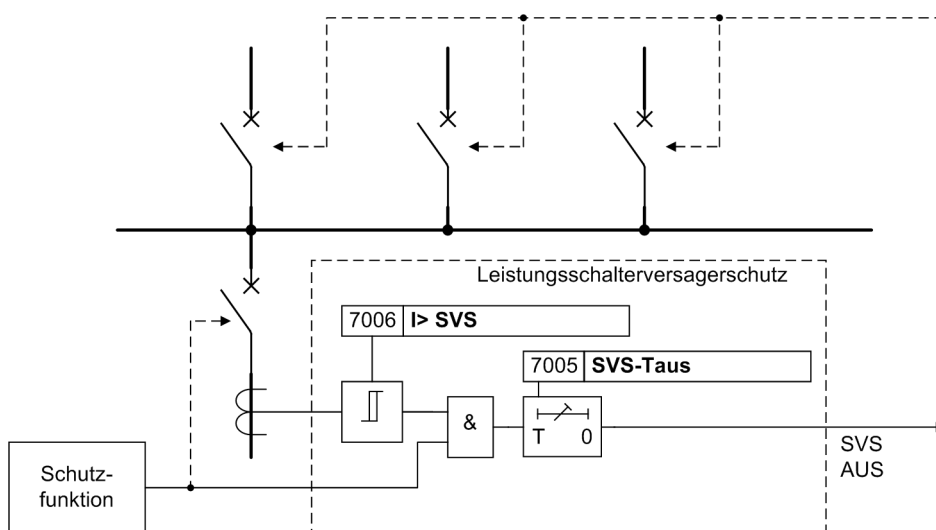 Leistungsschalterversagerschutz
7006 I> SVS
7005 SVS-Taus
&
T 0
SVS
AUS
Schutz-
funktion